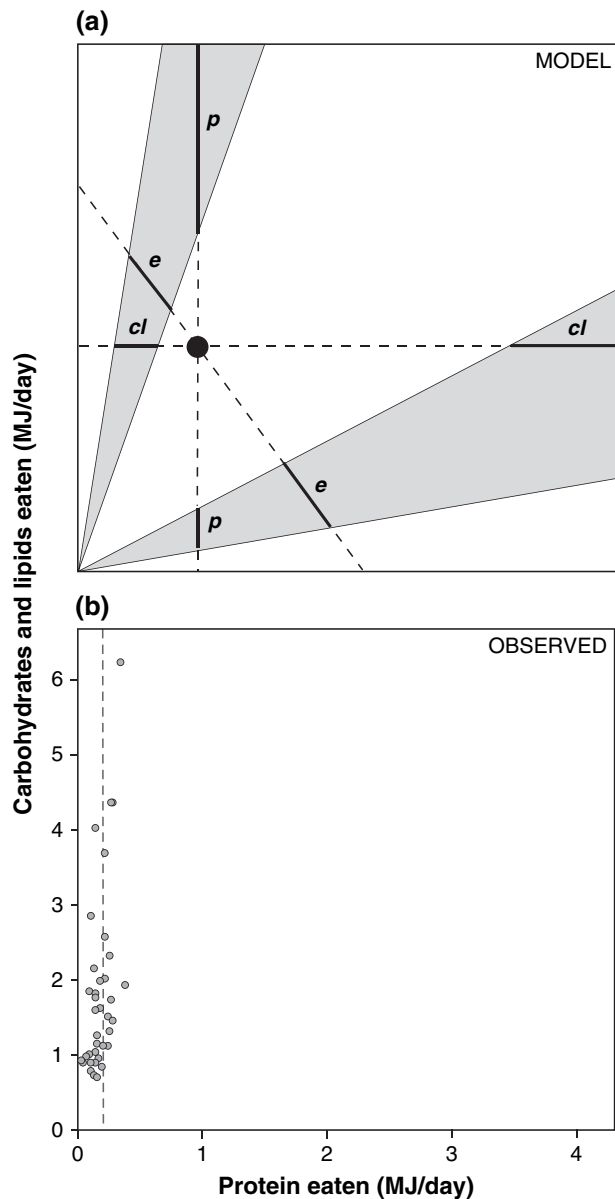 (a)
MODEL
p
e
cl
cl
e
p
Carbohydrates and lipids eaten (MJ/day)
(b)
OBSERVED
6
5
4
3
2
1
0
0 1 2 3 4
Protein eaten (MJ/day)